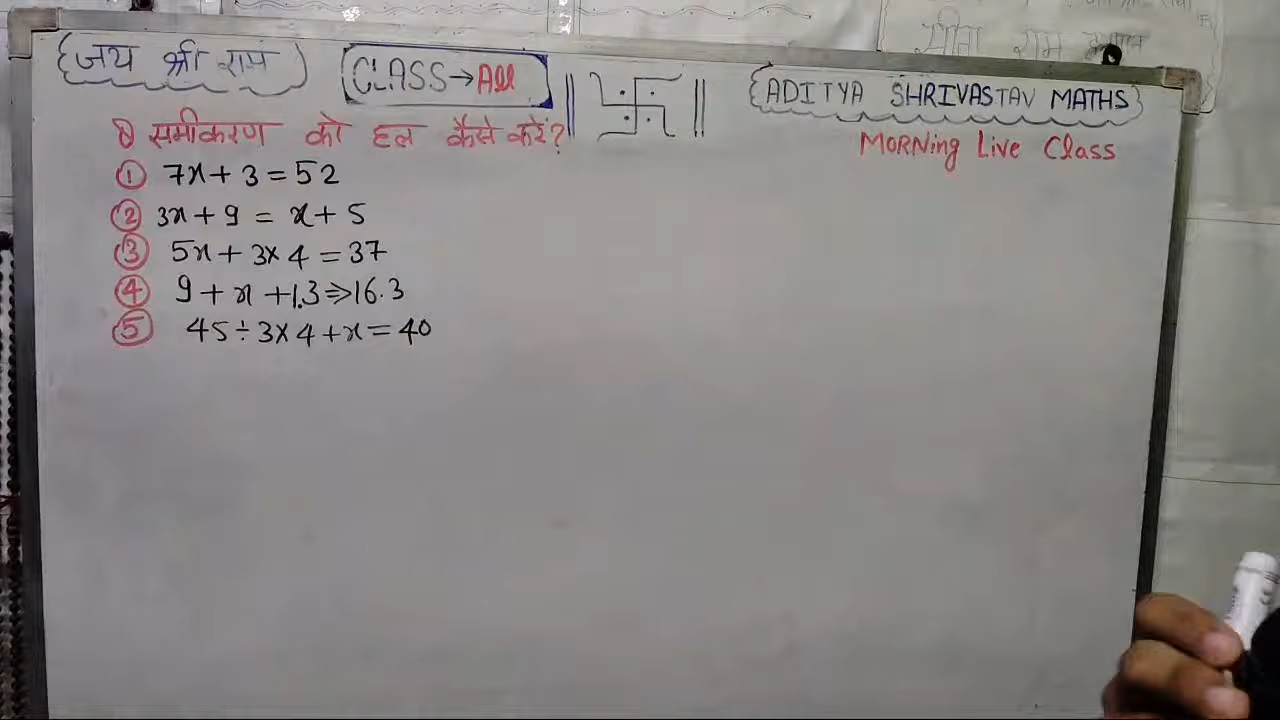 जय श्री राम
CLASS→All
ADITYA SHRIVASTAV MATHS
Morning Live Class
समीकरण को हल कैसे करें?
① 7x + 3 = 52
② 3x + 9 = x + 5
③ 5x + 3 × 4 = 37
④ 9 + x + 1.3 ⇒ 16.3
⑤ 45 ÷ 3 × 4 + x = 40
राम